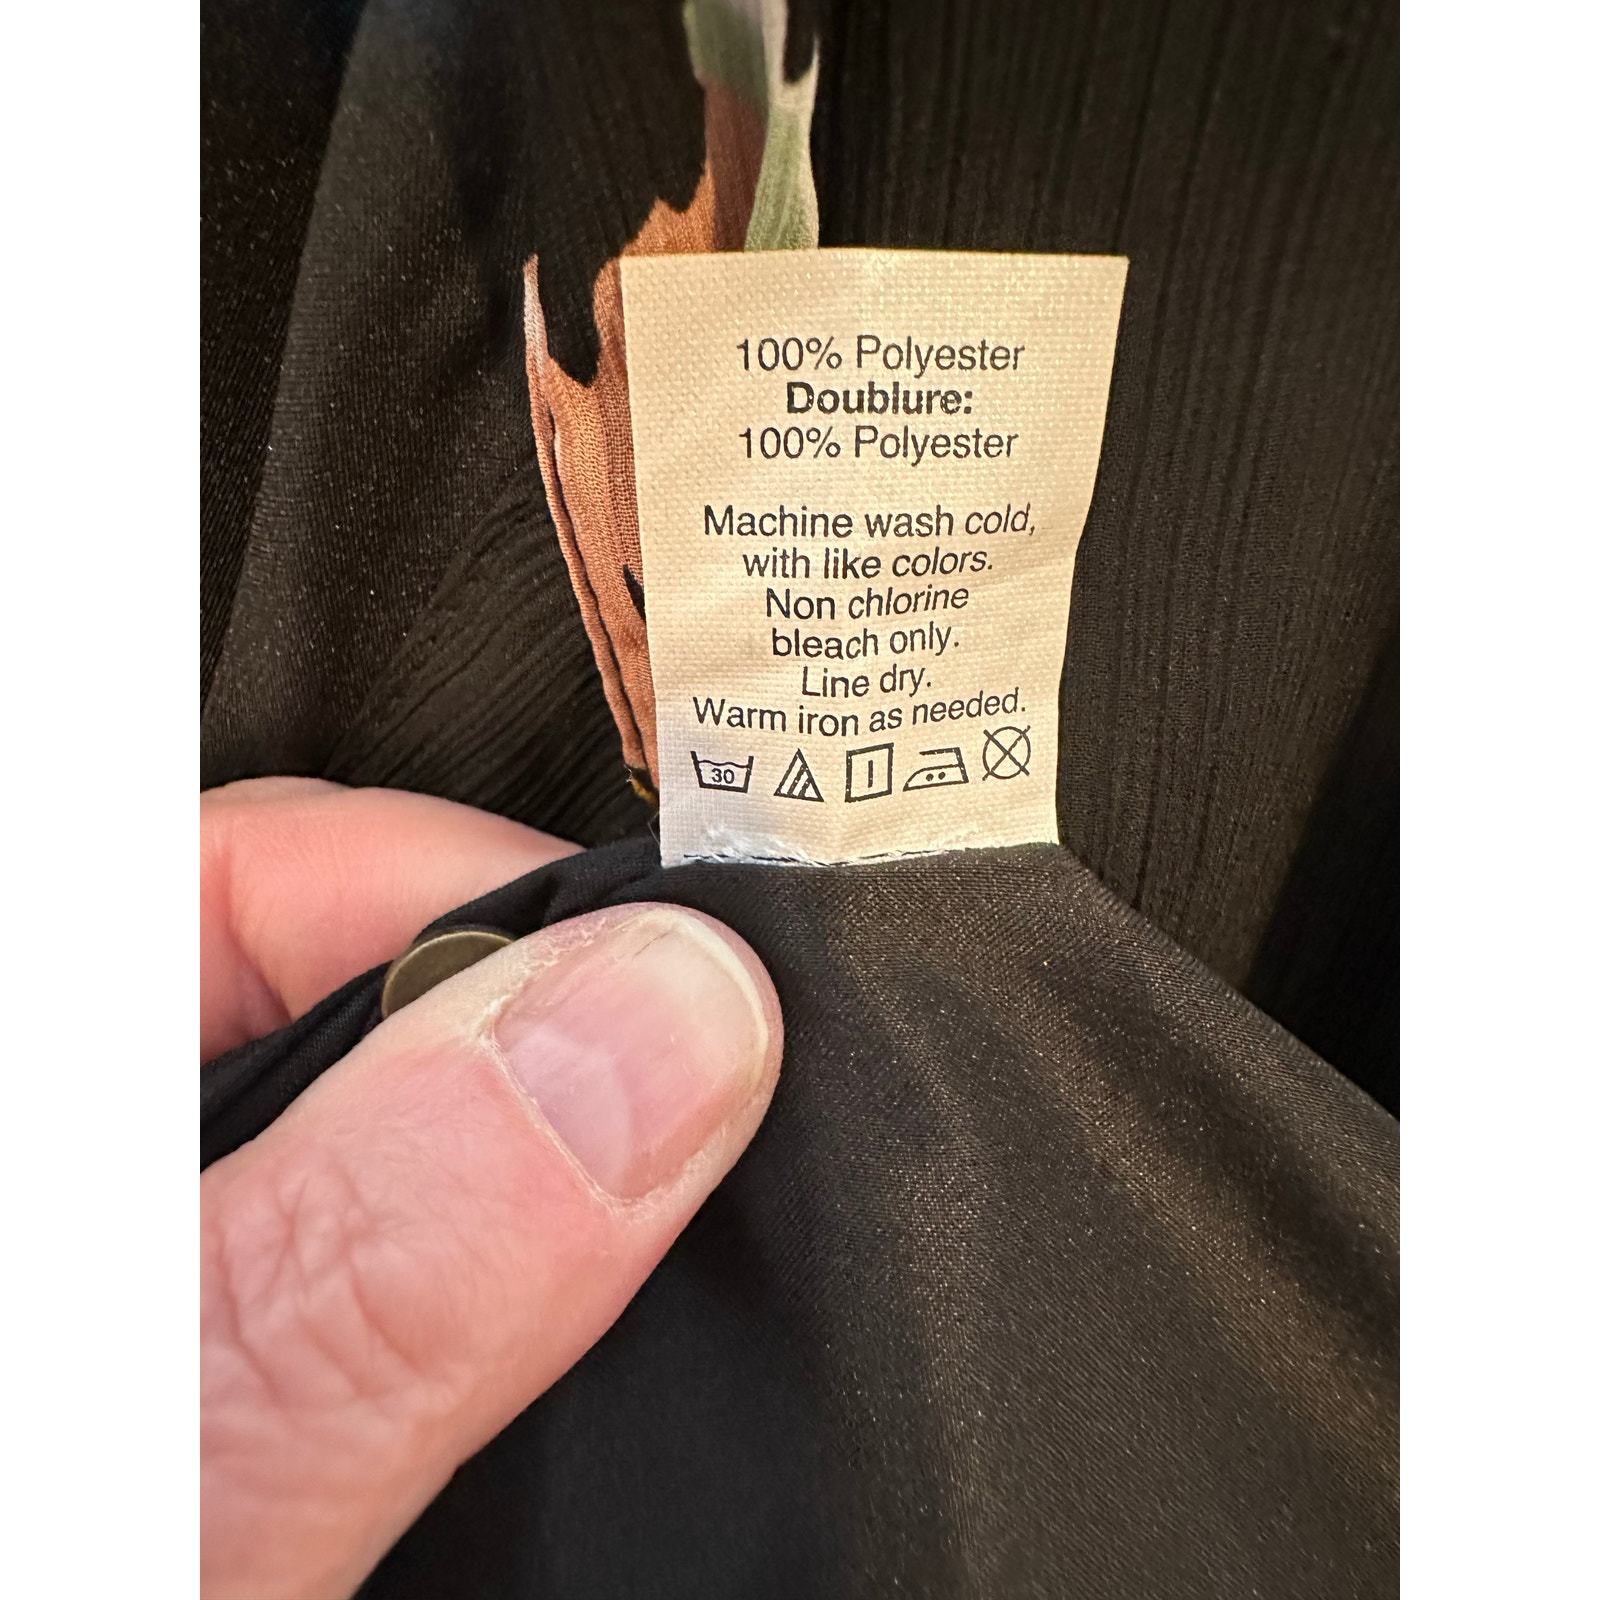 100% Polyester
Doublure:
100% Polyester
Machine wash cold,
with like colors.
Non chlorine
bleach only.
Line dry.
Warm iron as needed.
30